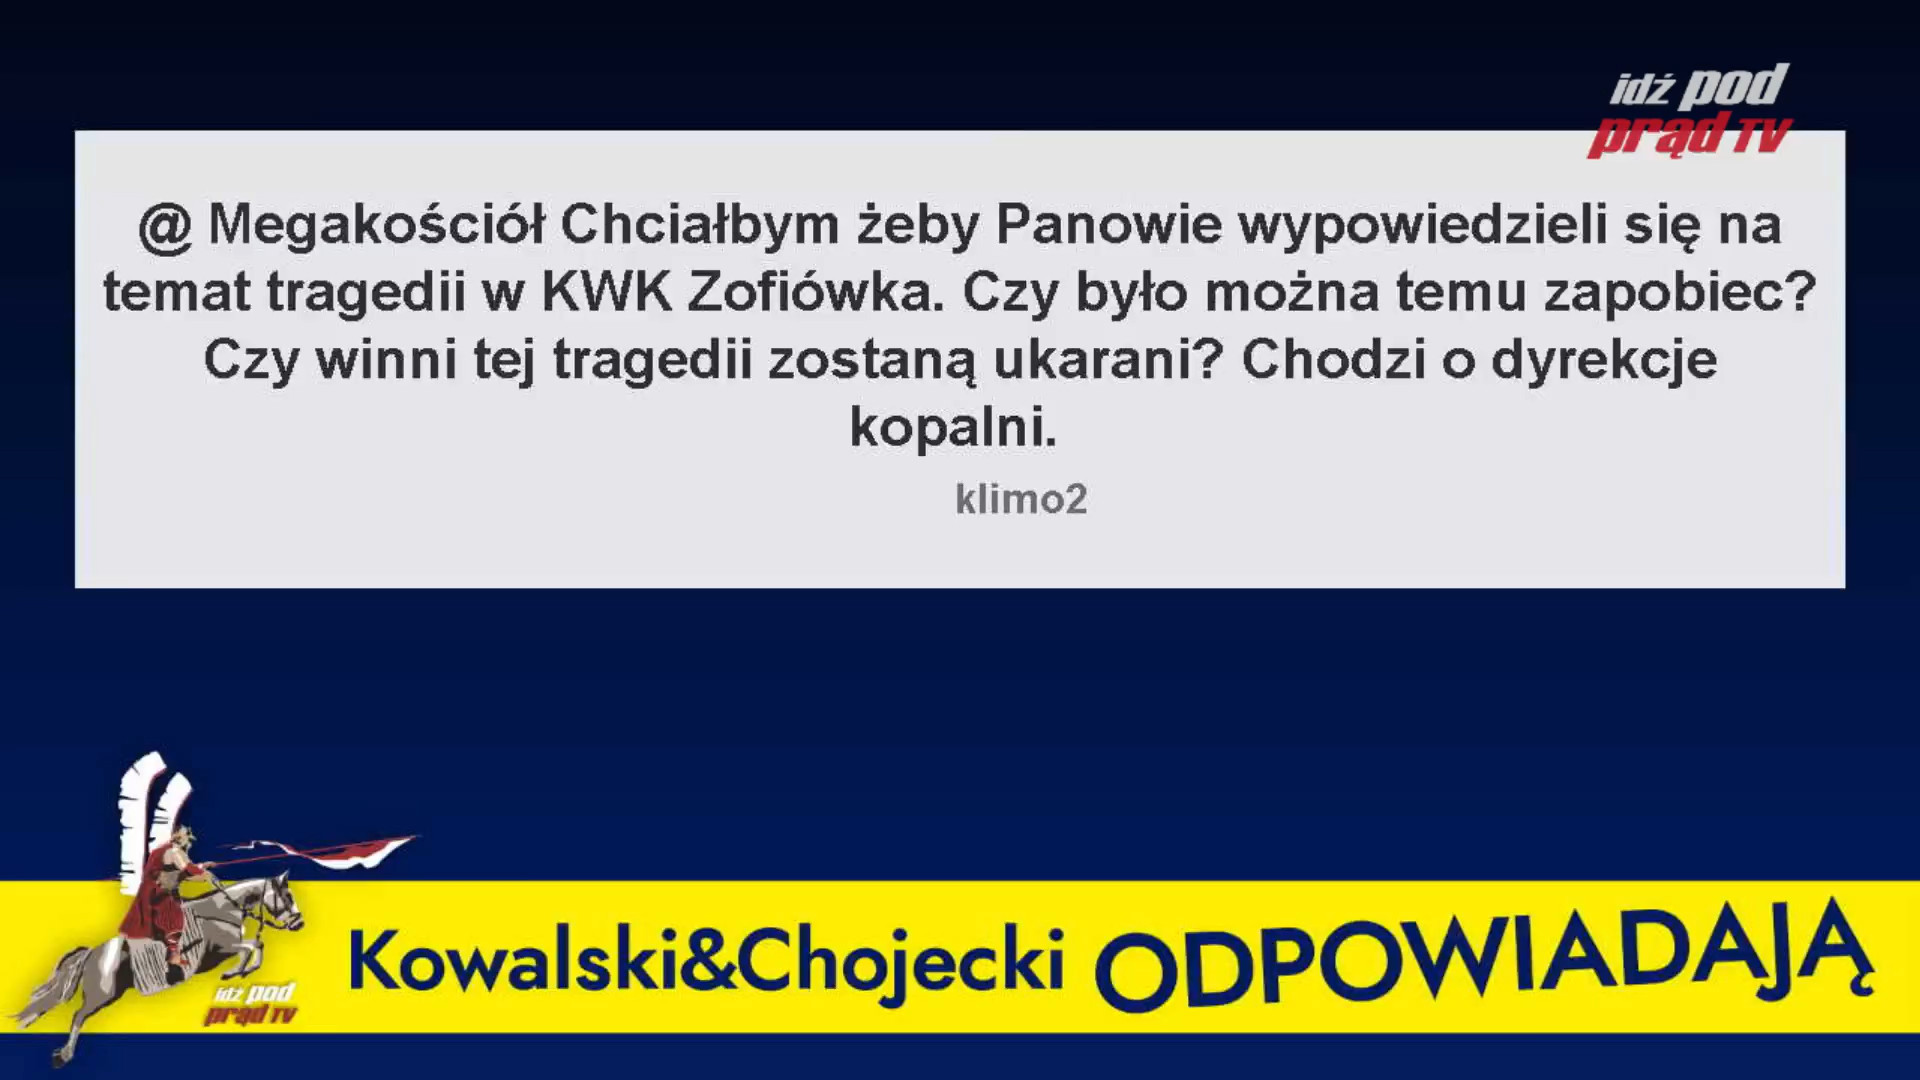 idź pod
prąd TV
@ Megakościół Chciałbym żeby Panowie wypowiedzieli się na
temat tragedii w KWK Zofiówka. Czy było można temu zapobiec?
Czy winni tej tragedii zostaną ukarani? Chodzi o dyrekcje
kopalni.
klimo2
Kowalski&Chojecki ODPOWIADAJĄ
idź pod
prąd TV